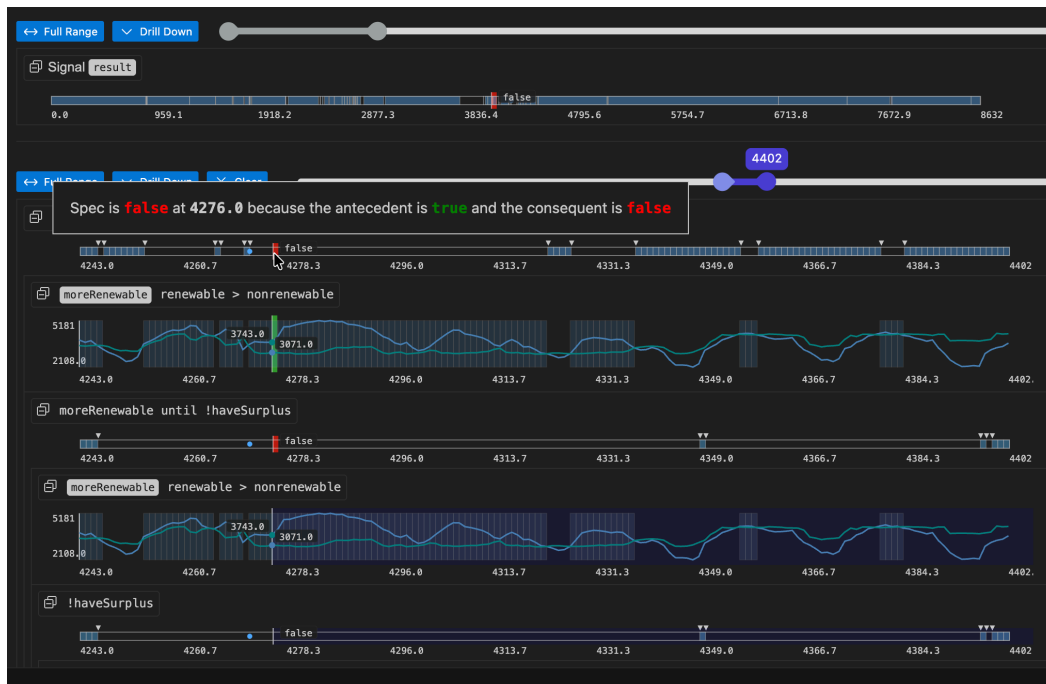 Full Range Drill Down
Signal result
false
0.0 959.1 1918.2 2877.3 3836.4 4795.6 5754.7 6713.8 7672.9 8632
4402
Full Range Drill Down Clear
Spec is false at 4276.0 because the antecedent is true and the consequent is false
false
4243.0 4260.7 4278.3 4296.0 4313.7 4331.3 4349.0 4366.7 4384.3 4402
moreRenewable renewable > nonrenewable
5181
3743.0
3071.0
2108.0
4243.0 4260.7 4278.3 4296.0 4313.7 4331.3 4349.0 4366.7 4384.3 4402.
moreRenewable until !haveSurplus
false
4243.0 4260.7 4278.3 4296.0 4313.7 4331.3 4349.0 4366.7 4384.3 4402
moreRenewable renewable > nonrenewable
5181
3743.0
3071.0
2108.0
4243.0 4260.7 4278.3 4296.0 4313.7 4331.3 4349.0 4366.7 4384.3 4402.
!haveSurplus
false
4243.0 4260.7 4278.3 4296.0 4313.7 4331.3 4349.0 4366.7 4384.3 4402